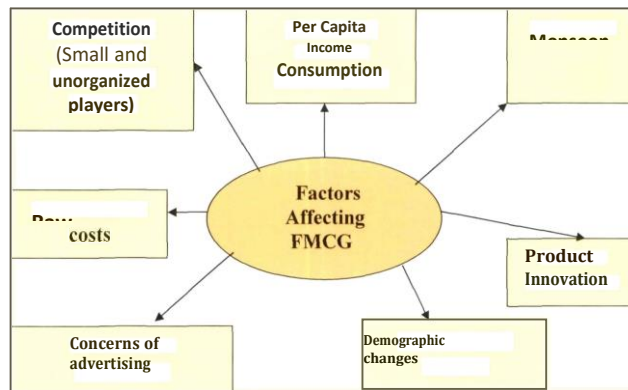 Competition
(Small and
unorganized
players)
Per Capita
Income
Consumption
Factors
Affecting
FMCG
costs
Product
Innovation
Concerns of
advertising
Demographic
changes